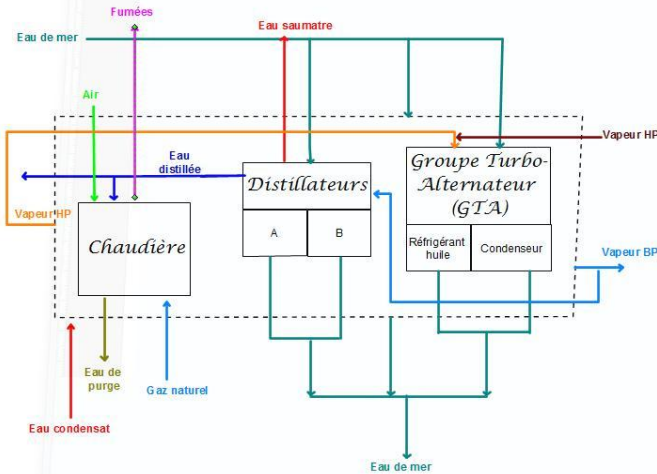 Fumées
Eau saumatre
Eau de mer
Air
Vapeur HP
Eau
distillée
Groupe Turbo-
Alternateur
(GTA)
Distillateurs
Vapeur HP
Chaudière
A
B
Réfrigérant
huile
Condenseur
Vapeur BP
Eau de
purge
Gaz naturel
Eau condensat
Eau de mer